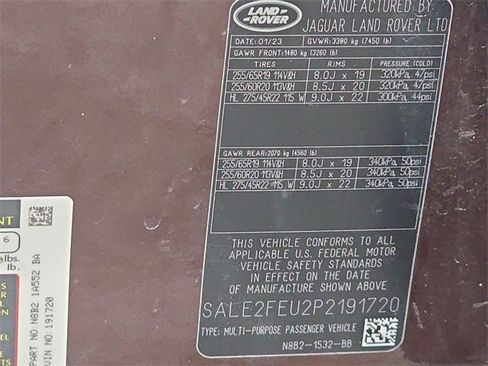 LAND
ROVER
MANUFACTURED BY
JAGUAR LAND ROVER LTD
DATE: 01/23 GVWR: 3380 kg (7450 lb)
GAWR FRONT: 1480 kg (3260 lb)
TIRES RIMS PRESSURE (COLD)
255/65R19 114V&H 8.0J x 19 320kPa, 47psi
255/60R20 113V&H 8.5J x 20 320kPa, 47psi
HL 275/45R22 115 W 9.0J x 22 300kPa, 44psi
GAWR REAR: 2070 kg (4560 lb)
255/65R19 114V&H 8.0J x 19 340kPa, 50psi
255/60R20 113V&H 8.5J x 20 340kPa, 50psi
HL 275/45R22 115 W 9.0J x 22 340kPa, 50psi
THIS VEHICLE CONFORMS TO ALL
APPLICABLE U.S. FEDERAL MOTOR
VEHICLE SAFETY STANDARDS
IN EFFECT ON THE DATE
OF MANUFACTURE SHOWN ABOVE
SALE2FEU2P2191720
TYPE: MULTI-PURPOSE PASSENGER VEHICLE
N8B2-1532-BB
NT
6
lbs.
lb.
PART NO N8B2 1A552 BA
VIN NO 191720